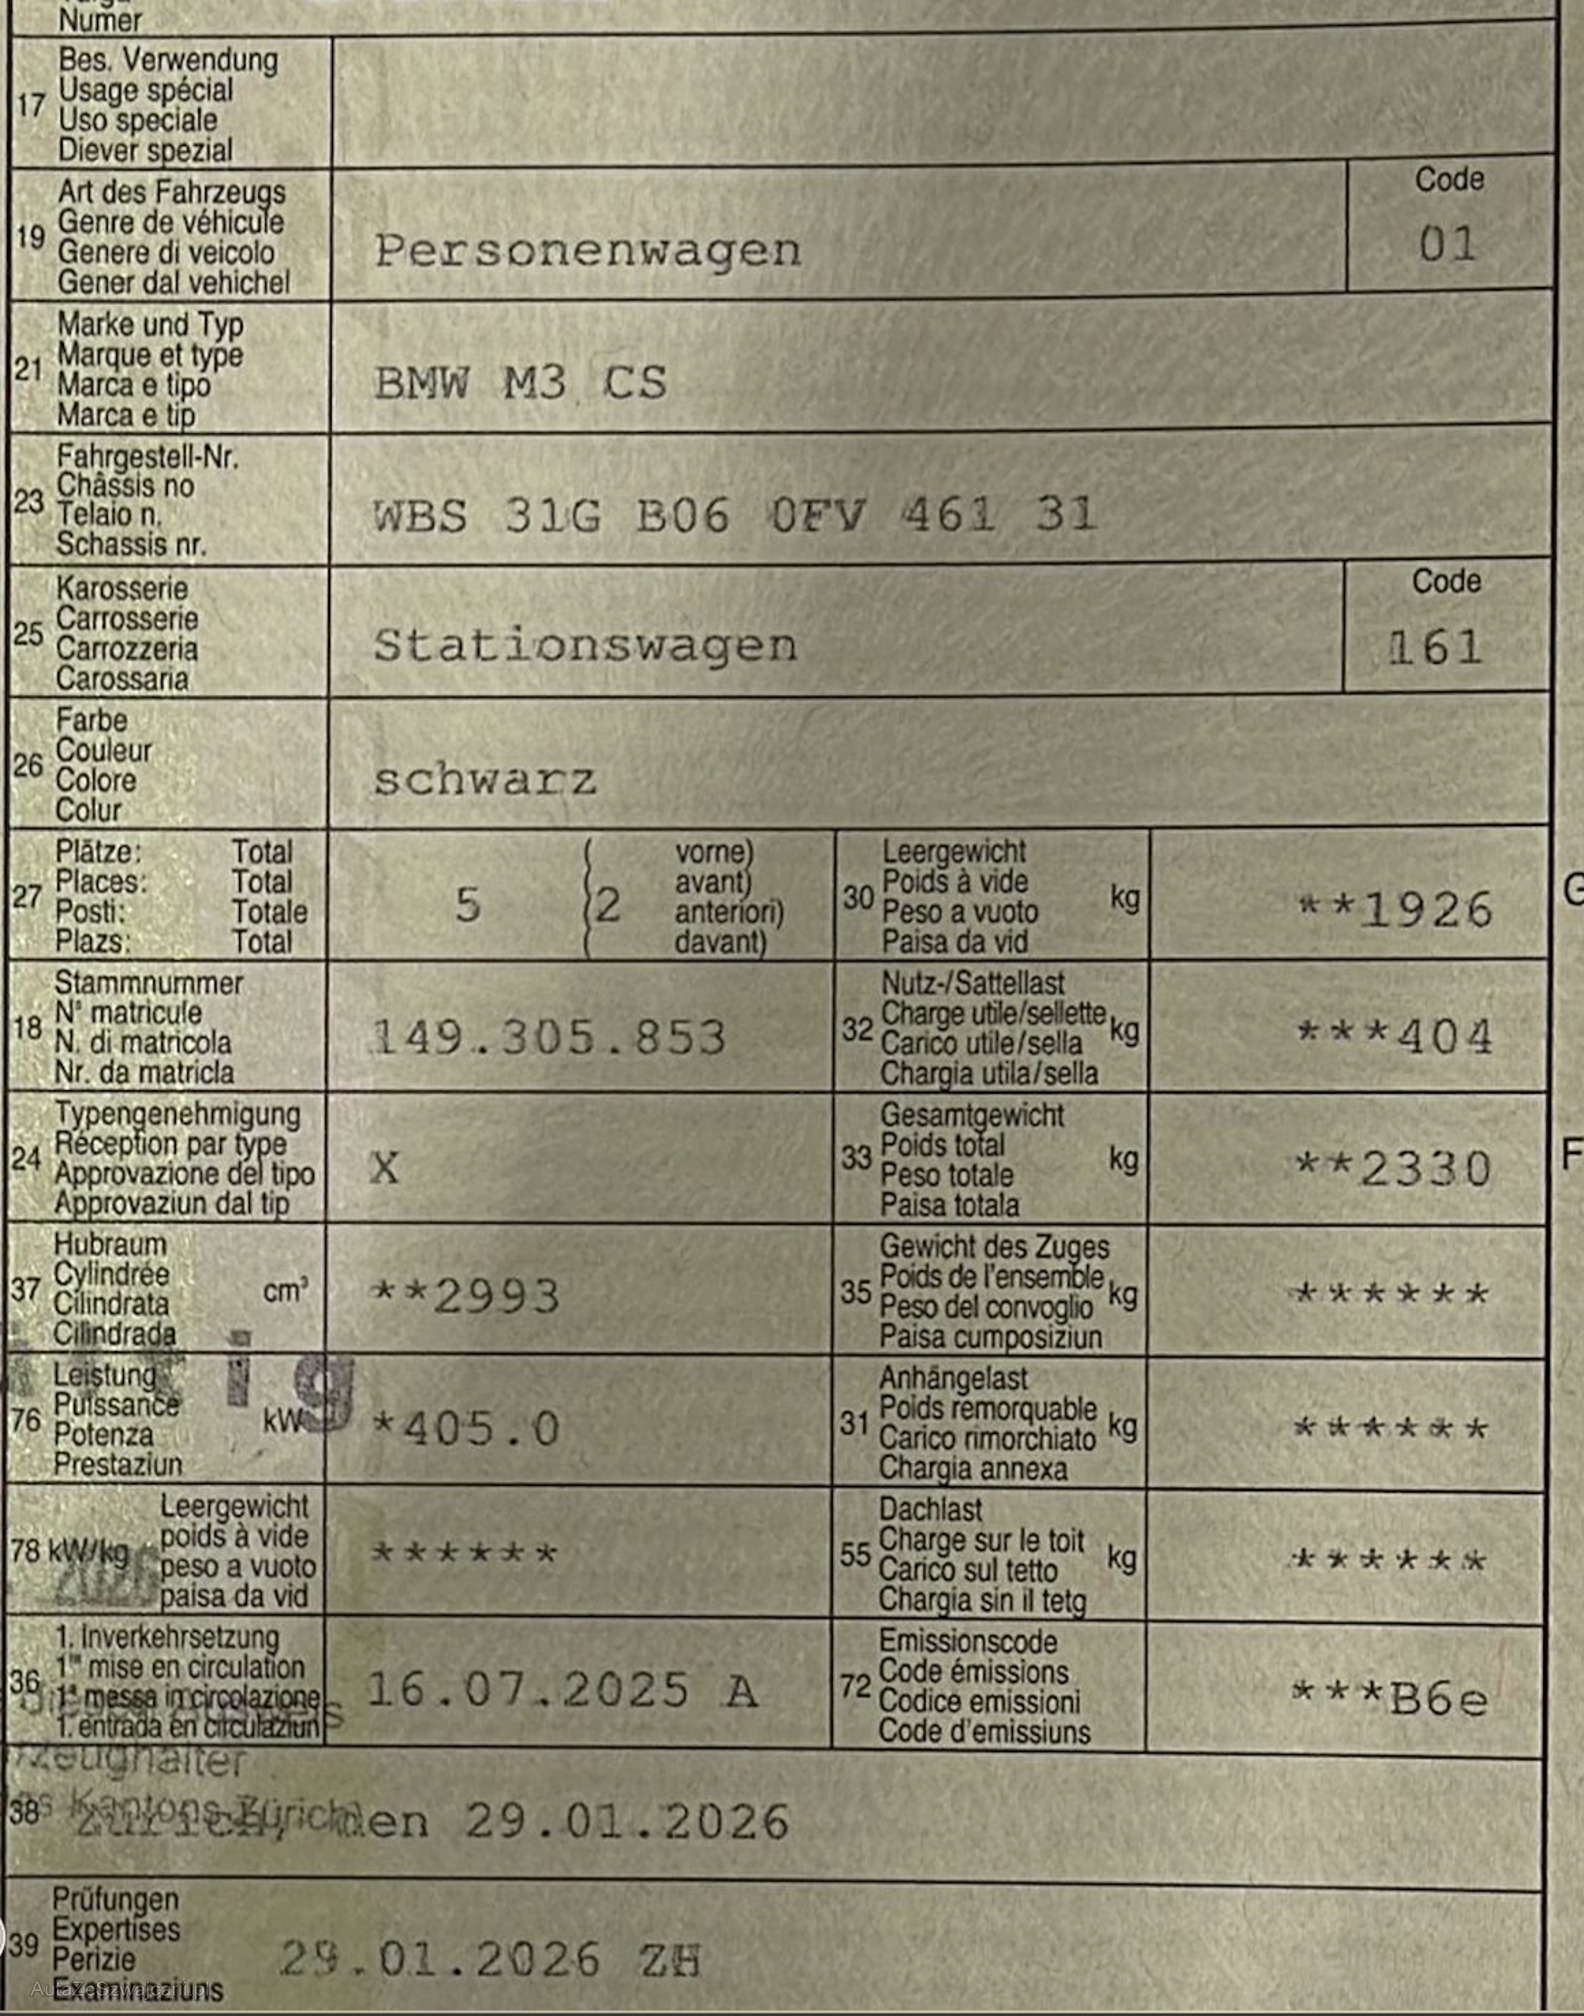 Numer
17 Bes. Verwendung
Usage spécial
Uso speciale
Diever spezial
19 Art des Fahrzeugs
Genre de véhicule
Genere di veicolo
Gener dal vehichel
Personenwagen
Code
01
21 Marke und Typ
Marque et type
Marca e tipo
Marca e tip
BMW M3 CS
23 Fahrgestell-Nr.
Châssis no
Telaio n.
Schassis nr.
WBS 31G B06 0FV 461 31
25 Karosserie
Carrosserie
Carrozzeria
Carossaria
Stationswagen
Code
161
26 Farbe
Couleur
Colore
Colur
schwarz
27 Plätze: Total
Places: Total
Posti: Totale
Plazs: Total
5 (2 vorne)
avant)
anteriori)
davant)
30 Leergewicht
Poids à vide
Peso a vuoto
Paisa da vid
kg
**1926
G
18 Stammnummer
N° matricule
N. di matricola
Nr. da matricla
149.305.853
32 Nutz-/Sattellast
Charge utile/sellette
Carico utile/sella
Chargia utila/sella
kg
***404
24 Typengenehmigung
Réception par type
Approvazione del tipo
Approvaziun dal tip
X
33 Gesamtgewicht
Poids total
Peso totale
Paisa totala
kg
**2330
F
37 Hubraum
Cylindrée
Cilindrata
Cilindrada
cm³
**2993
35 Gewicht des Zuges
Poids de l'ensemble
Peso del convoglio
Paisa cumposiziun
kg
******
76 Leistung
Puissance
Potenza
Prestaziun
kW
*405.0
31 Anhängelast
Poids remorquable
Carico rimorchiato
Chargia annexa
kg
******
78 kW/kg Leergewicht
poids à vide
peso a vuoto
paisa da vid
******
2026
55 Dachlast
Charge sur le toit
Carico sul tetto
Chargia sin il tetg
kg
******
36 1. Inverkehrsetzung
1re mise en circulation
1a messa in circolazione
1. entrada en circulaziun
16.07.2025 A
72 Emissionscode
Code émissions
Codice emissioni
Code d'emissiuns
***B6e
zeughalter
s Kantons Zürich
38 Zürich, den 29.01.2026
39 Prüfungen
Expertises
Perizie
Examinaziuns
29.01.2026 ZH
AutaZeSzwajcarii.pl